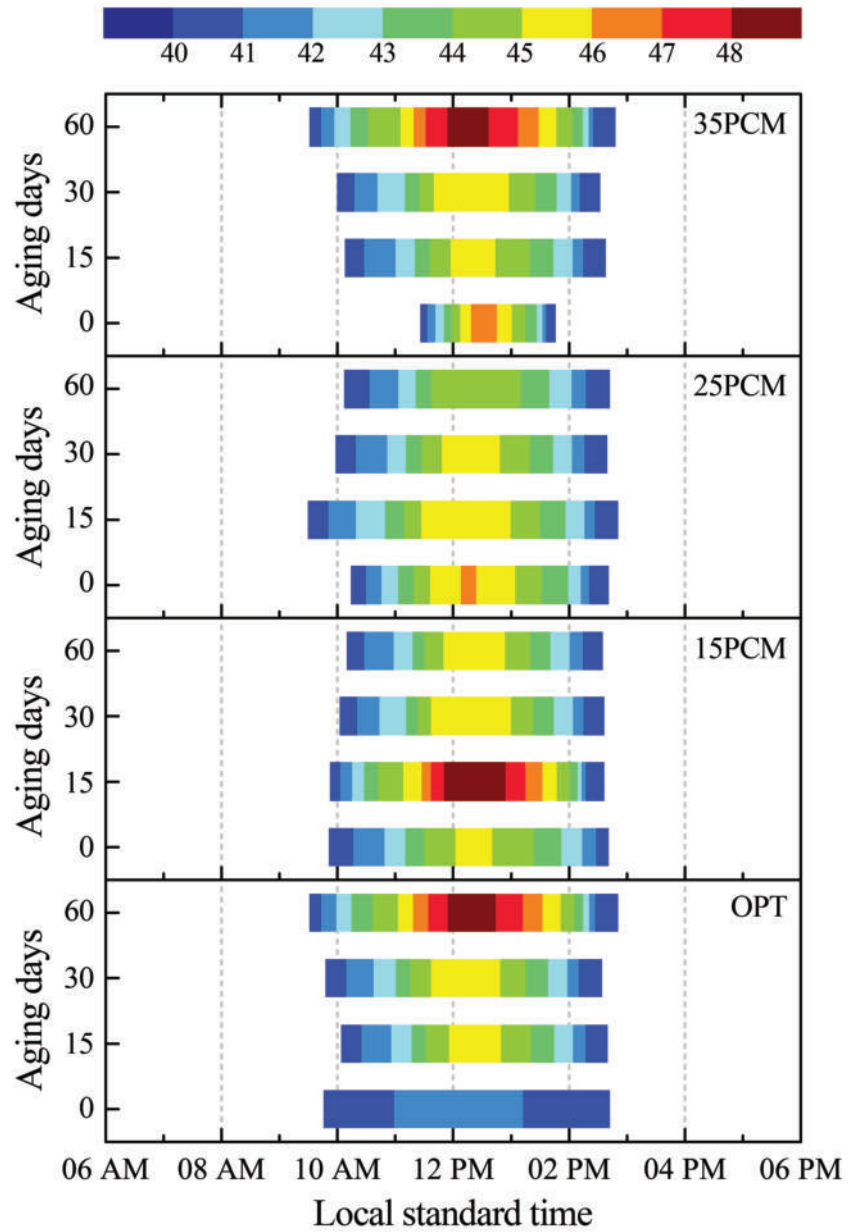 40 41 42 43 44 45 46 47 48
35PCM
60
30
15
0
Aging days
25PCM
60
30
15
0
Aging days
15PCM
60
30
15
0
Aging days
OPT
60
30
15
0
Aging days
06 AM 08 AM 10 AM 12 PM 02 PM 04 PM 06 PM
Local standard time